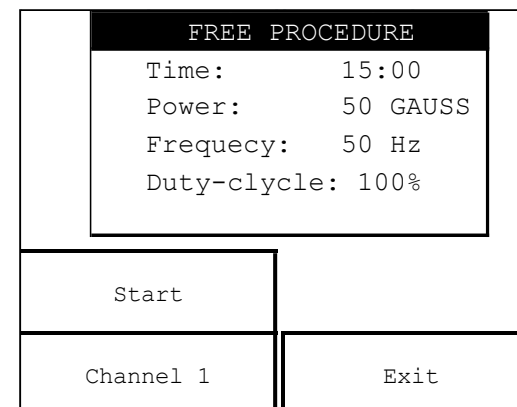 FREE PROCEDURE
Time: 15:00
Power: 50 GAUSS
Frequecy: 50 Hz
Duty-clycle: 100%
Start
Channel 1
Exit